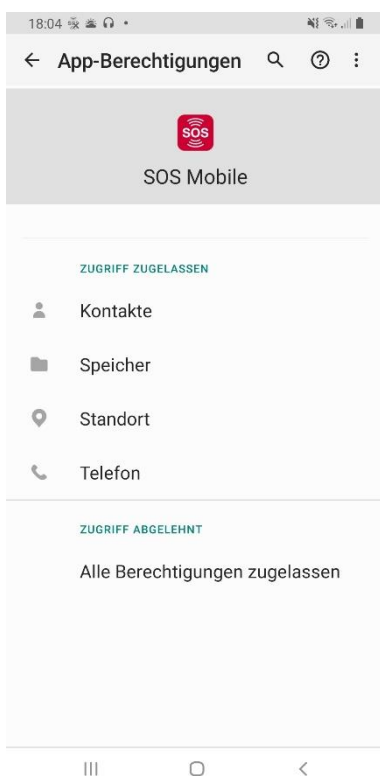 18:04
App-Berechtigungen
SOS
SOS Mobile
ZUGRIFF ZUGELASSEN
Kontakte
Speicher
Standort
Telefon
ZUGRIFF ABGELEHNT
Alle Berechtigungen zugelassen